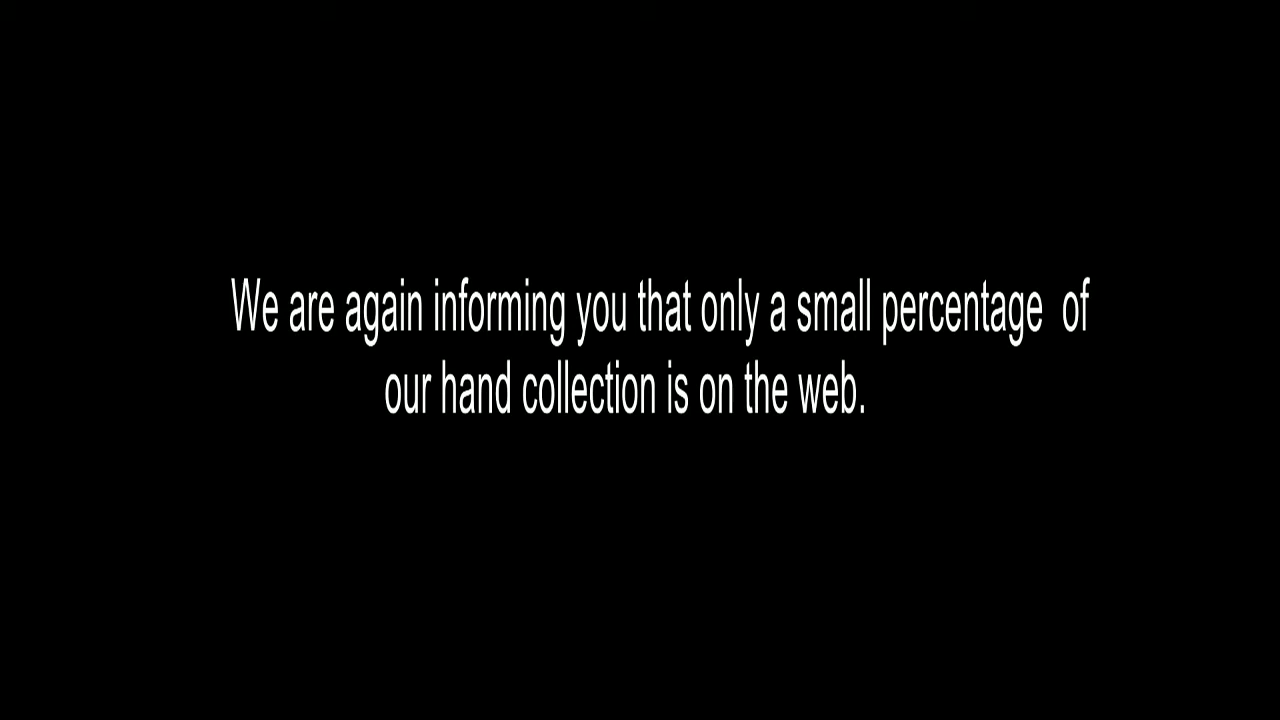 We are again informing you that only a small percentage  of
our hand collection is on the web.